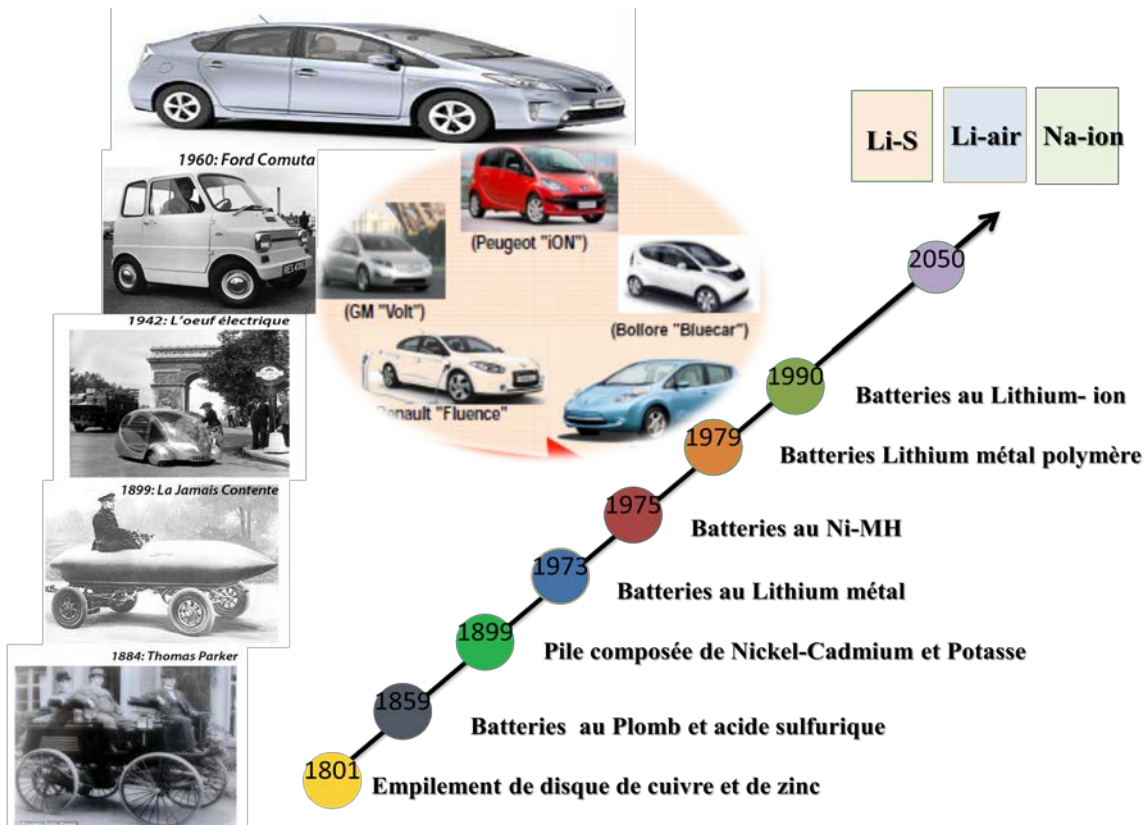 1960: Ford Comuta
(Peugeot "iON")
(GM "Volt")
(Bollore "Bluecar")
Renault "Fluence"
1942: L'oeuf électrique
1899: La Jamais Contente
1884: Thomas Parker
Li-S
Li-air
Na-ion
2050
1990
Batteries au Lithium- ion
1979
Batteries Lithium métal polymère
1975
Batteries au Ni-MH
1973
Batteries au Lithium métal
1899
Pile composée de Nickel-Cadmium et Potasse
1859
Batteries au Plomb et acide sulfurique
1801
Empilement de disque de cuivre et de zinc